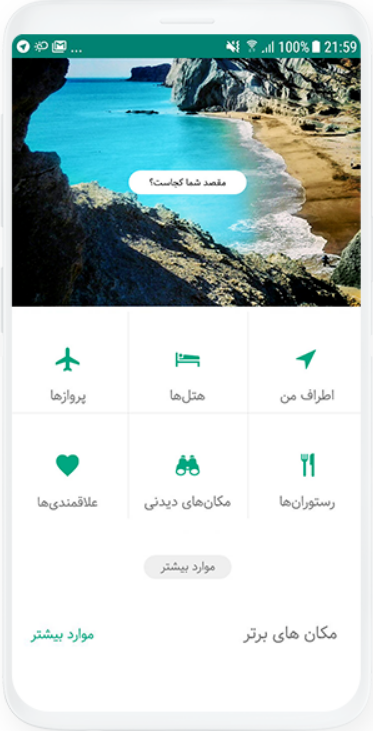 ... 100% 21:59
مقصد شما کجاست؟
اطراف من
هتل‌ها
پروازها
رستوران‌ها
مکان‌های دیدنی
علاقمندی‌ها
موارد بیشتر
مکان های برتر
موارد بیشتر